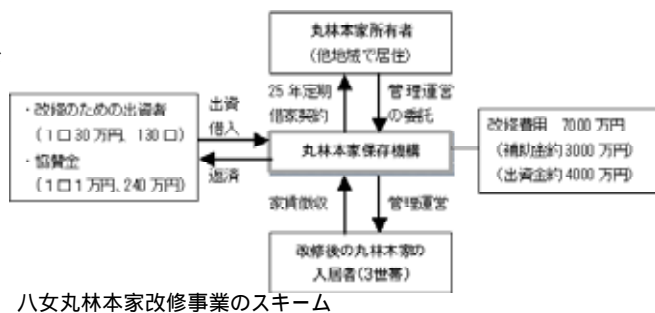 丸林本家所有者
(他地域で居住)
25年定期
借家契約
管理運営
の委託
・改修のための出資者
(1口30万円、130口)
・協賛金
(1口1万円、240万円)
出資
借入
返済
丸林本家保存機構
改修費用 7000万円
(補助金約3000万円)
(出資金約4000万円)
家賃徴収
管理運営
改修後の丸林本家の
入居者(3世帯)
八女丸林本家改修事業のスキーム